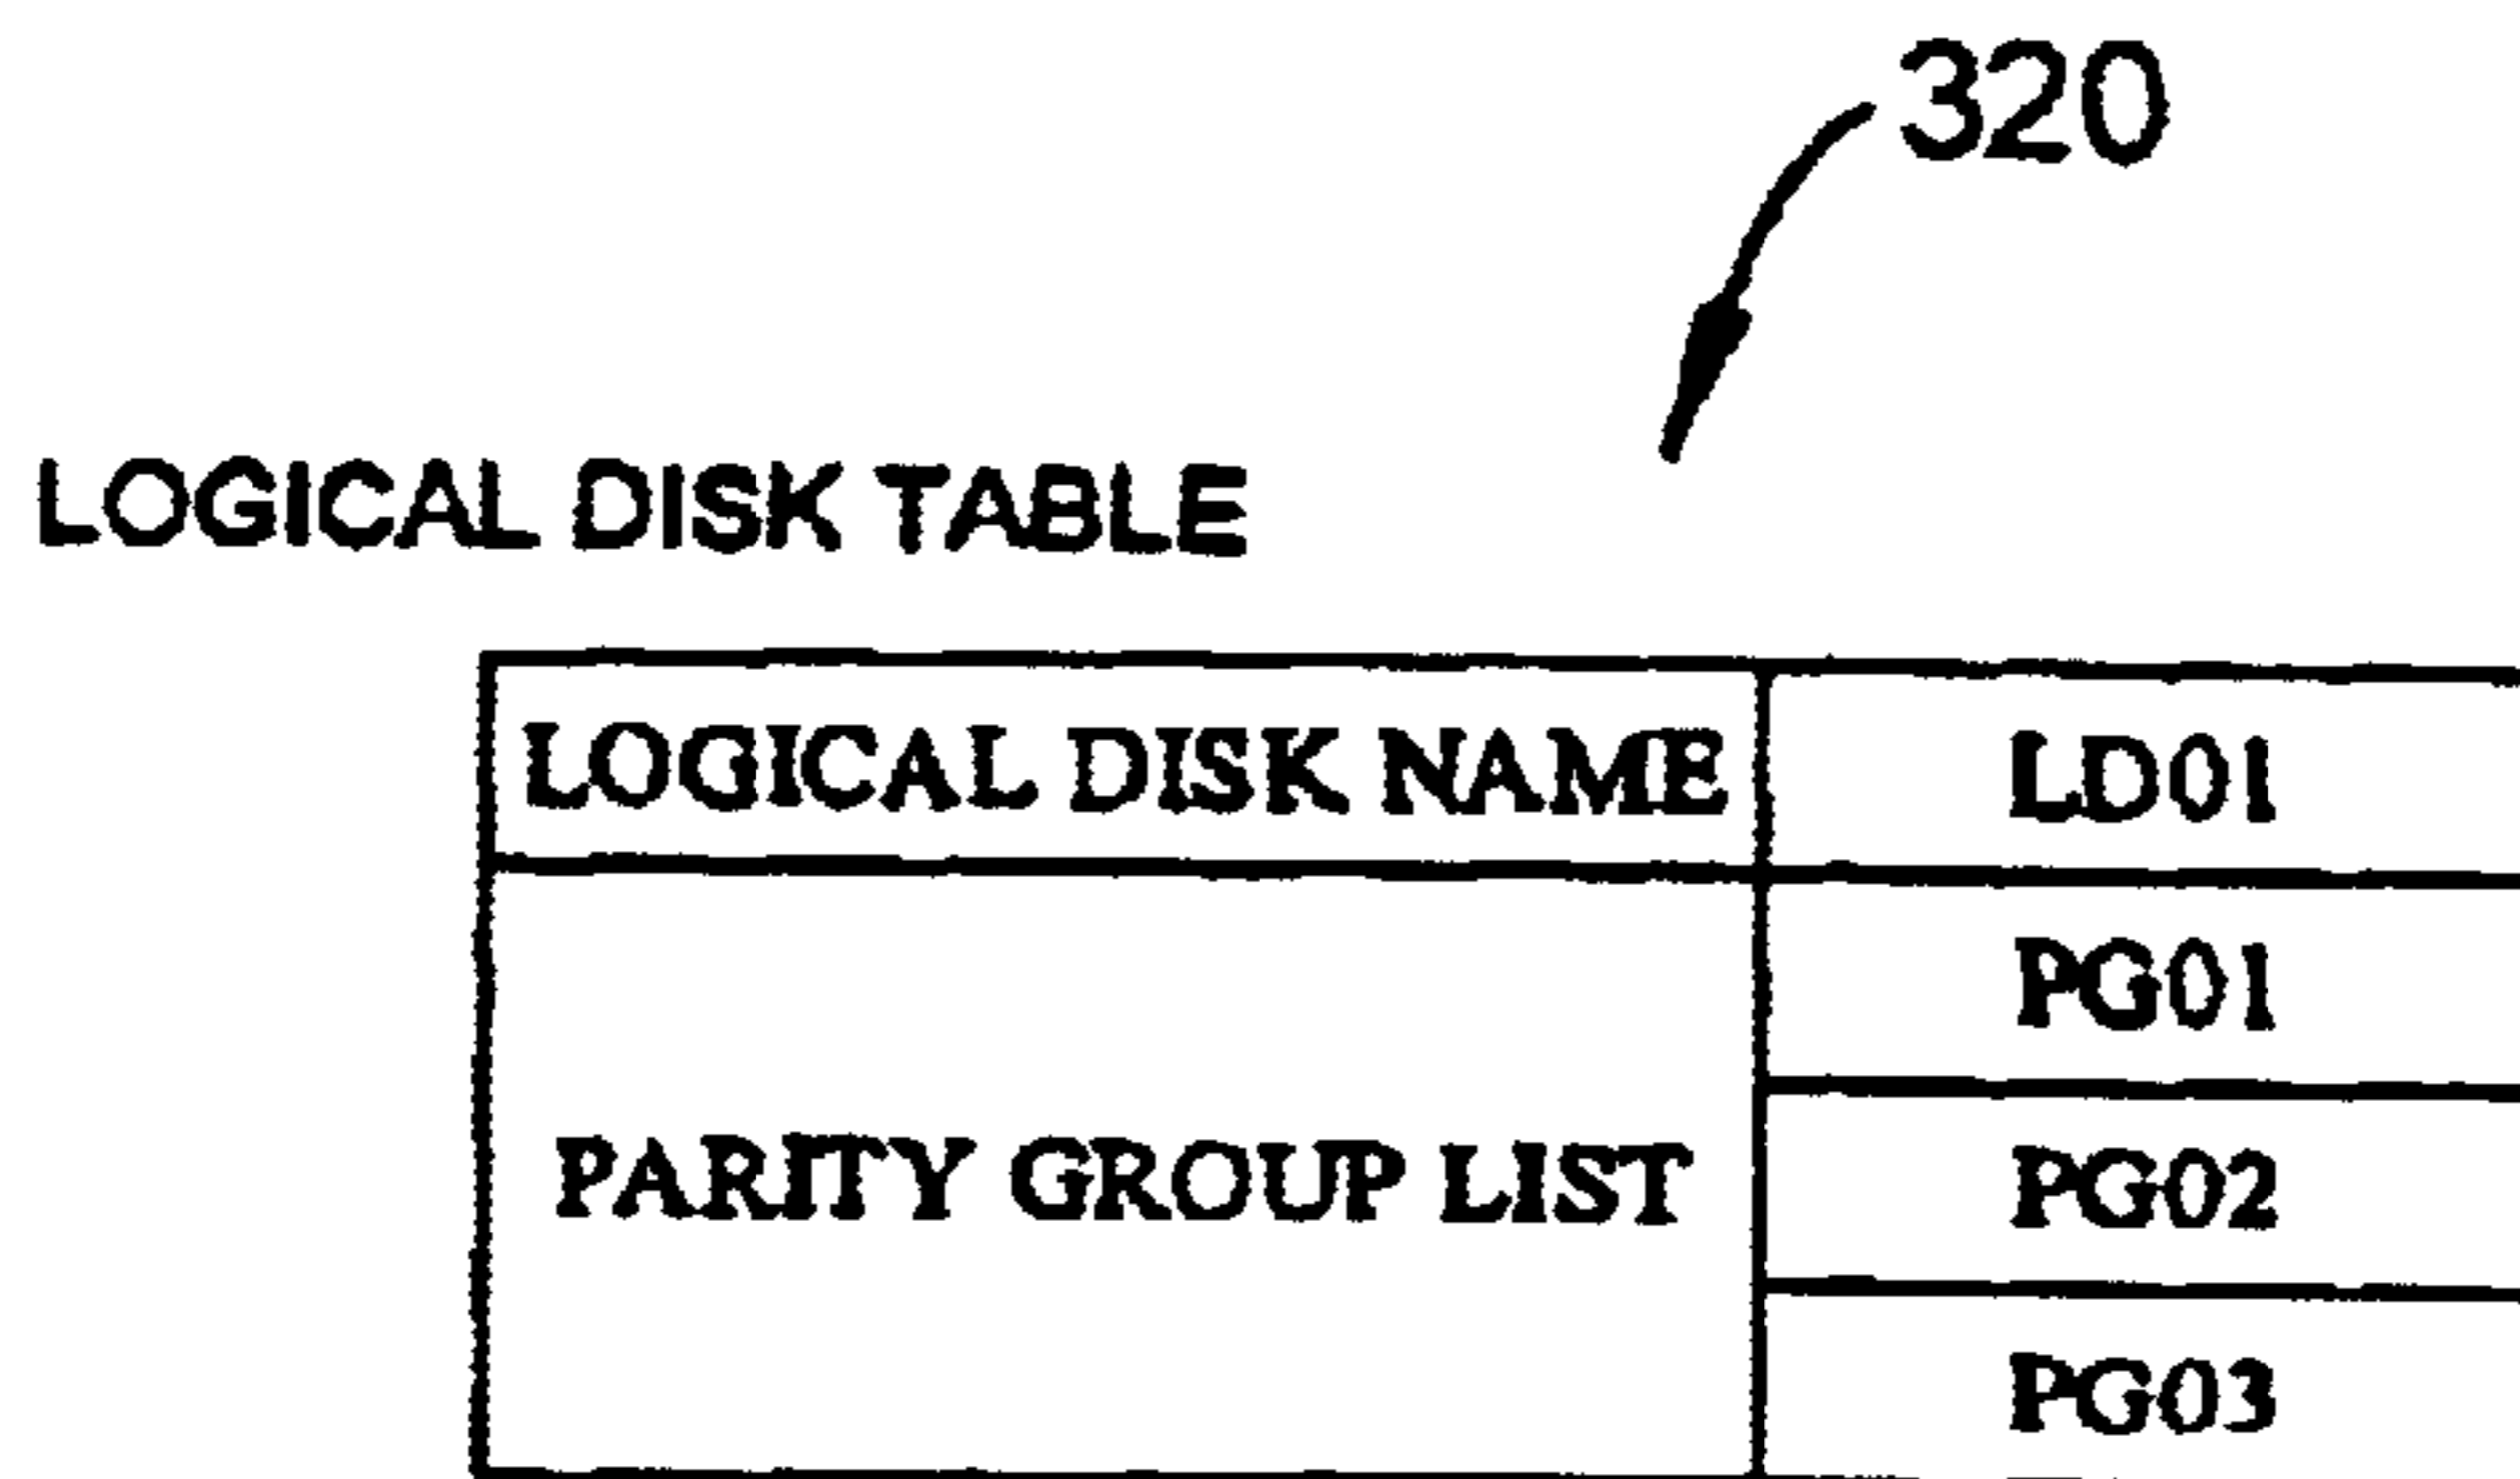 320
LOGICAL DISK TABLE
LOGICAL DISK NAME LD01
PG01
PARITY GROUP LIST PG02
PG03